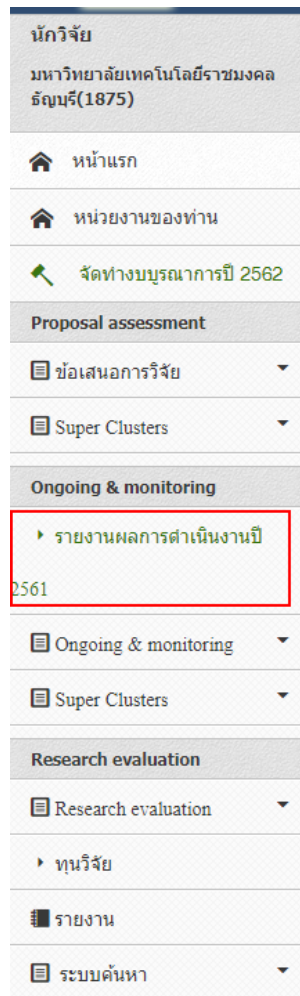 นักวิจัย
มหาวิทยาลัยเทคโนโลยีราชมงคล
ธัญบุรี(1875)
หน้าแรก
หน่วยงานของท่าน
จัดทำงบบูรณาการปี 2562
Proposal assessment
ข้อเสนอการวิจัย
Super Clusters
Ongoing & monitoring
รายงานผลการดำเนินงานปี
2561
Ongoing & monitoring
Super Clusters
Research evaluation
Research evaluation
ทุนวิจัย
รายงาน
ระบบค้นหา